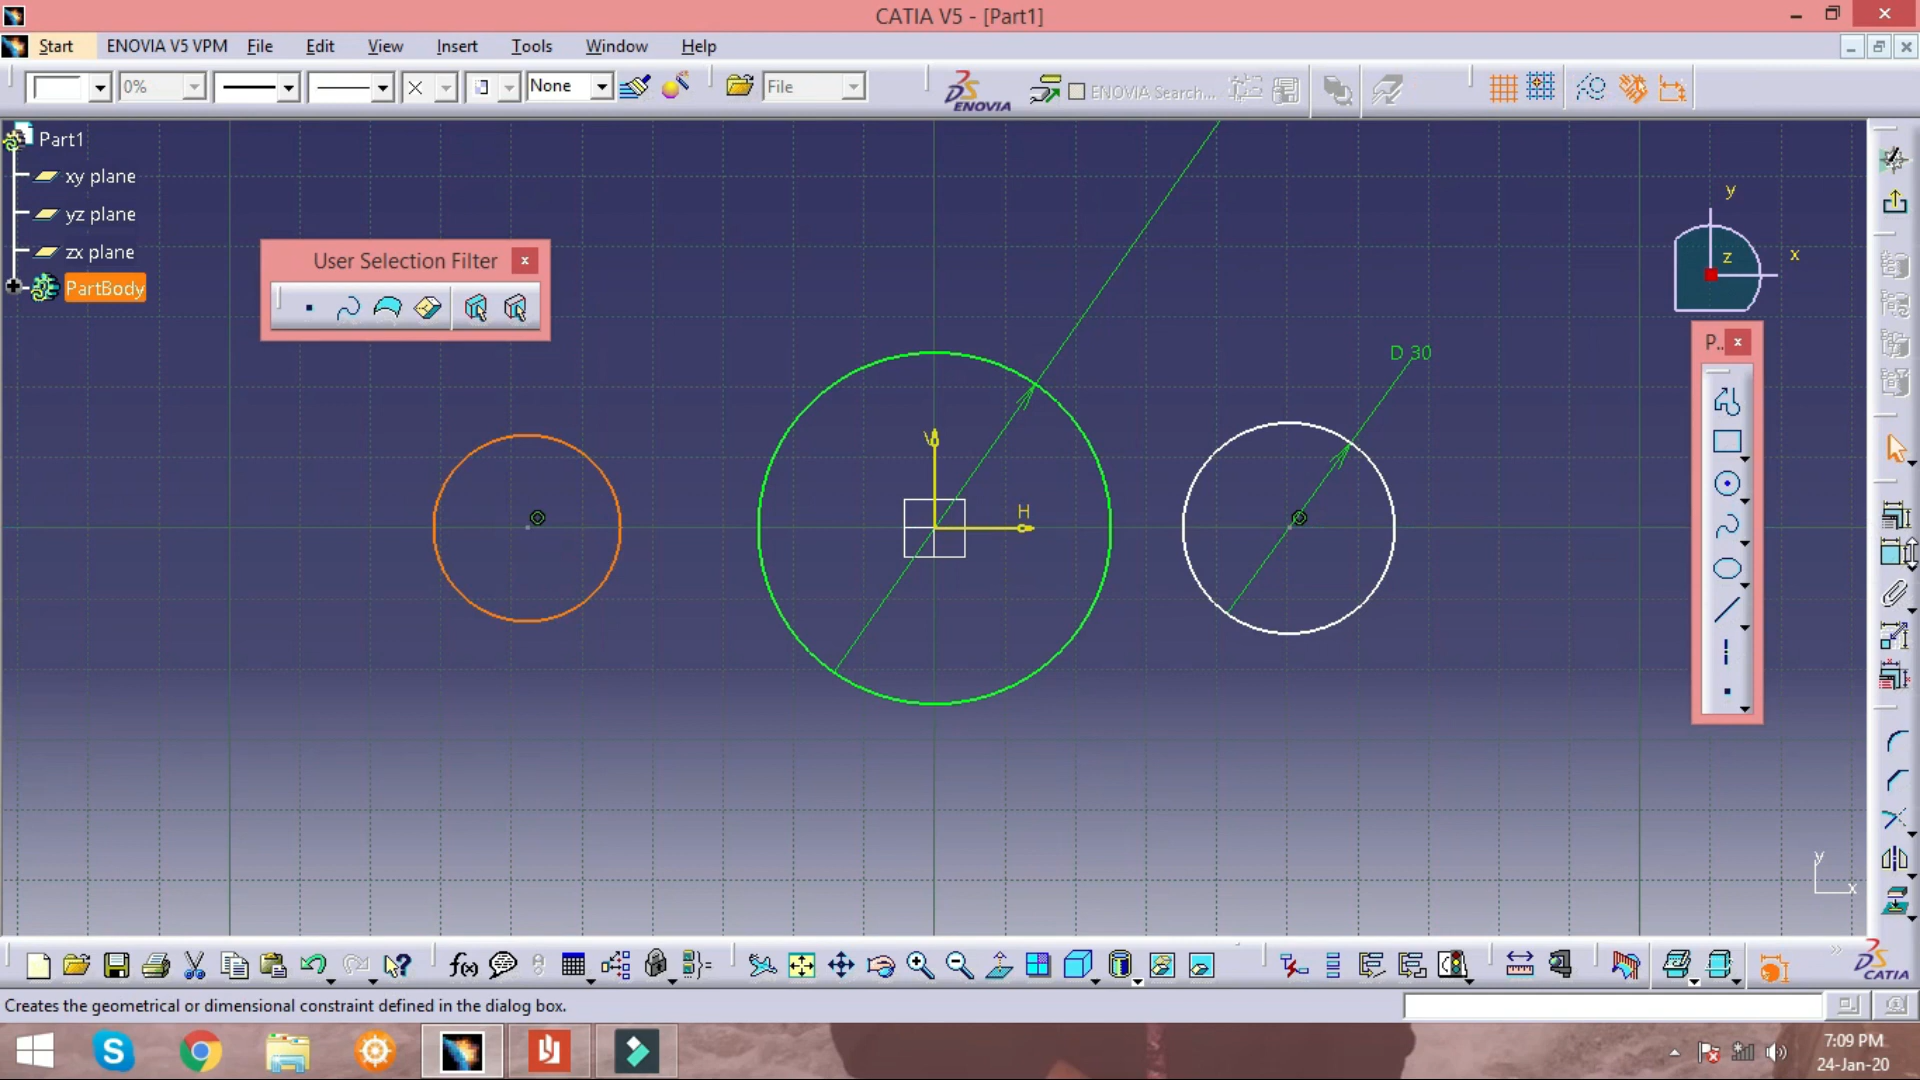 CATIA V5 - [Part1]
Start ENOVIA V5 VPM File Edit View Insert Tools Window Help
0% None File DS ENOVIA ENOVIA Search...
Part1
xy plane
yz plane
zx plane
PartBody
User Selection Filter
y
x
z
P..
D 30
V
H
y
x
f(x)
DS CATIA
Creates the geometrical or dimensional constraint defined in the dialog box.
7:09 PM
24-Jan-20